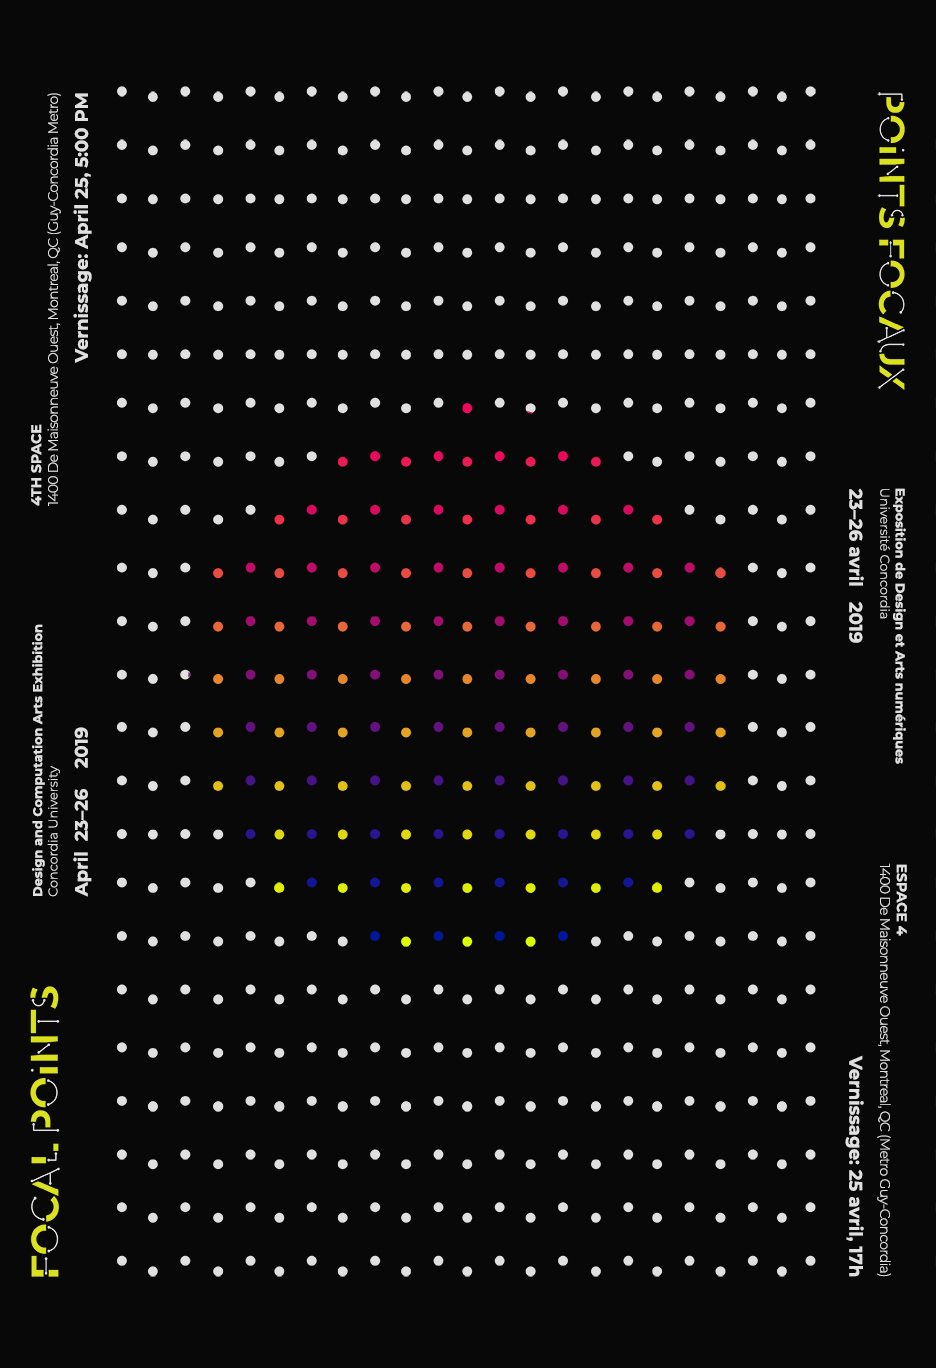 FOCAL POiNTS
Design and Computation Arts Exhibition
Concordia University
April 23–26 2019
4TH SPACE
1400 De Maisonneuve Ouest, Montreal, QC (Guy-Concordia Metro)
Vernissage: April 25, 5:00 PM
POiNTS FOCAUX
Exposition de Design et Arts numériques
Université Concordia
23–26 avril 2019
ESPACE 4
1400 De Maisonneuve Ouest, Montreal, QC (Metro Guy-Concordia)
Vernissage: 25 avril, 17h